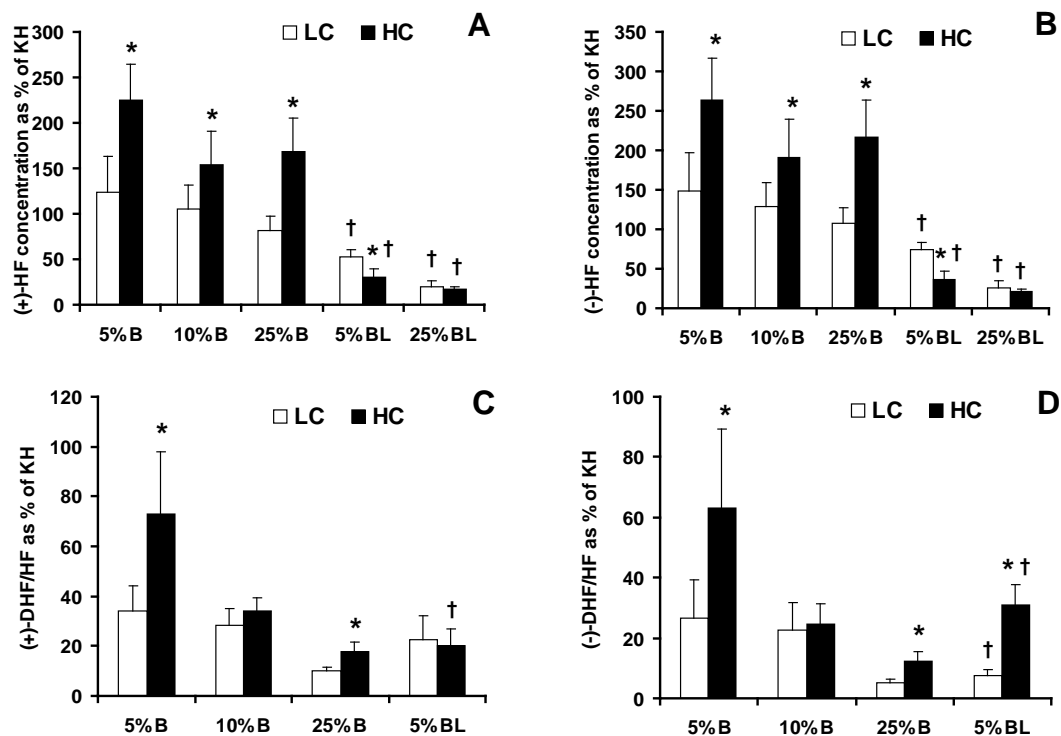 A
LC HC
(+)-HF concentration as % of KH
300
250
200
150
100
50
0
* * * † * † † †
5%B 10%B 25%B 5%BL 25%BL
B
LC HC
(-)-HF concentration as % of KH
350
300
250
200
150
100
50
0
* * * † * † † †
5%B 10%B 25%B 5%BL 25%BL
C
LC HC
(+)-DHF/HF as % of KH
120
100
80
60
40
20
0
* * †
5%B 10%B 25%B 5%BL
D
LC HC
(-)-DHF/HF as % of KH
100
80
60
40
20
0
* * † * †
5%B 10%B 25%B 5%BL